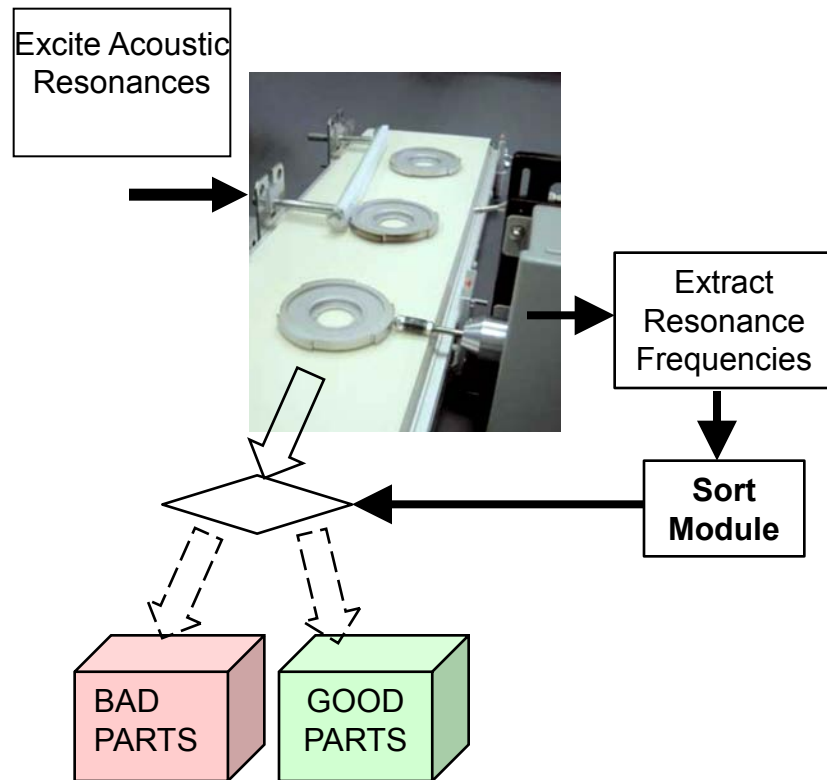 Excite Acoustic
Resonances
Extract
Resonance
Frequencies
Sort
Module
BAD
PARTS
GOOD
PARTS